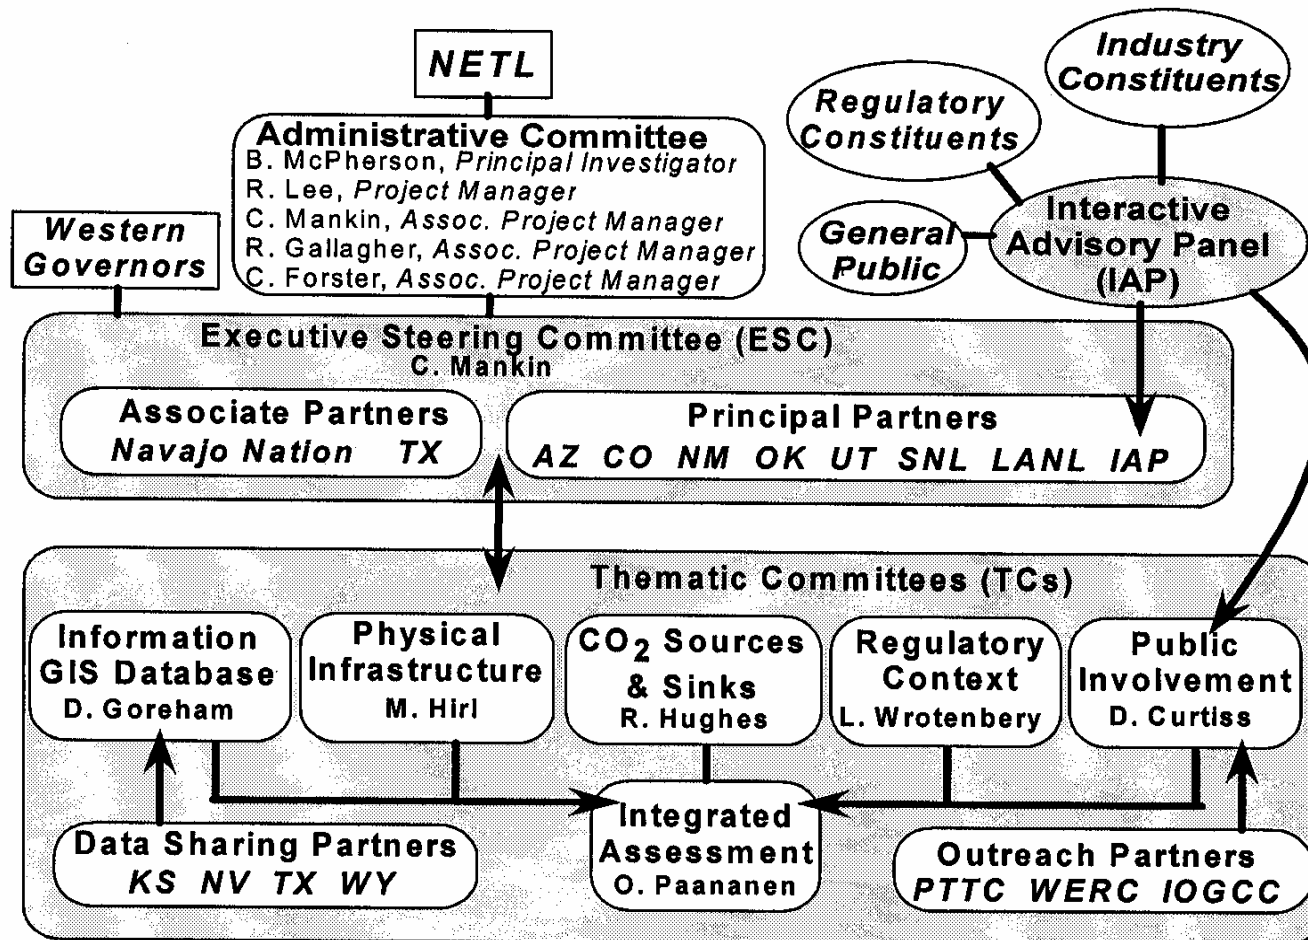 NETL
Administrative Committee
B. McPherson, Principal Investigator
R. Lee, Project Manager
C. Mankin, Assoc. Project Manager
R. Gallagher, Assoc. Project Manager
C. Forster, Assoc. Project Manager
Western
Governors
Industry
Constituents
Regulatory
Constituents
General
Public
Interactive
Advisory Panel
(IAP)
Executive Steering Committee (ESC)
C. Mankin
Associate Partners
Navajo Nation TX
Principal Partners
AZ CO NM OK UT SNL LANL IAP
Thematic Committees (TCs)
Information
GIS Database
D. Goreham
Physical
Infrastructure
M. Hirl
CO2 Sources
& Sinks
R. Hughes
Regulatory
Context
L. Wrotenbery
Public
Involvement
D. Curtiss
Data Sharing Partners
KS NV TX WY
Integrated
Assessment
O. Paananen
Outreach Partners
PTTC WERC IOGCC